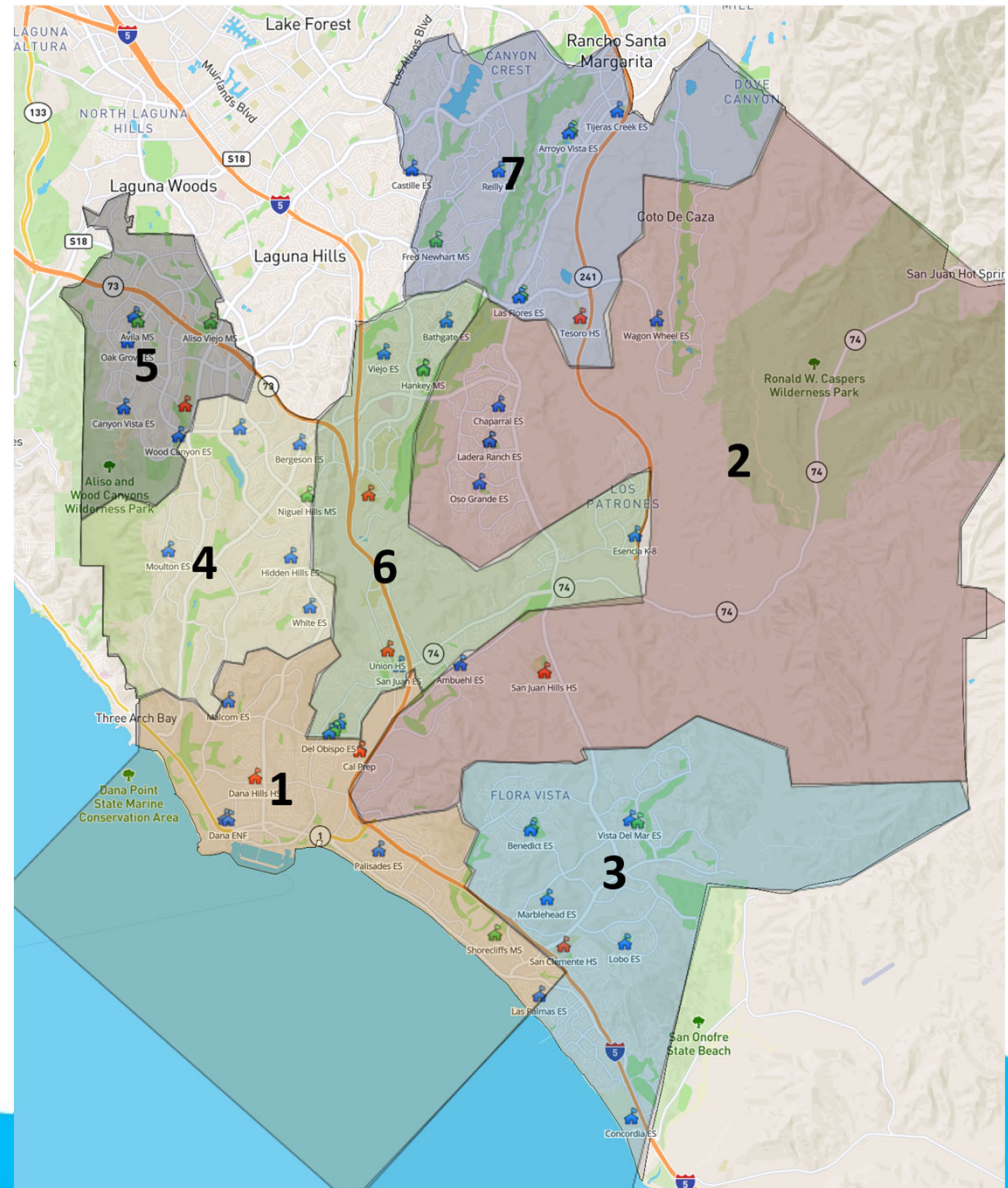 MILL
LAGUNA
ALTURA
5
Lake Forest
Los Alisos Blvd
Rancho Santa
Margarita
CANYON
CREST
Muirlands Blvd
DOVE
CANYON
133
NORTH LAGUNA
HILLS
Tijeras Creek ES
Arroyo Vista ES
S18
Castille ES
Reilly
7
Laguna Woods
5
Coto De Caza
S18
Laguna Hills
Fred Newhart MS
73
241
San Juan Hot Sprin
Las Flores ES
Avila MS
Aliso Viejo MS
Bathgate ES
Tesoro HS
Wagon Wheel ES
74
Oak Grove ES
5
Viejo ES
Hankey MS
Ronald W. Caspers
Wilderness Park
73
Canyon Vista ES
Chaparral ES
Wood Canyon ES
Bergeson ES
Ladera Ranch ES
2
es
Aliso and
Wood Canyons
Wilderness Park
74
Oso Grande ES
LOS
PATRONES
Niguel Hills MS
Esencia K-8
Moulton ES
4
Hidden Hills ES
6
74
White ES
74
74
Union HS
San Juan ES
Ambuehl ES
San Juan Hills HS
Three Arch Bay
Malcom ES
Del Obispo ES
Cal Prep
Dana Point
State Marine
Conservation Area
Dana Hills HS
1
FLORA VISTA
Dana ENF
1
Vista Del Mar ES
Benedict ES
Palisades ES
3
Marblehead ES
Shorecliffs MS
San Clemente HS
Lobo ES
Las Palmas ES
San Onofre
State Beach
5
Concordia ES
5